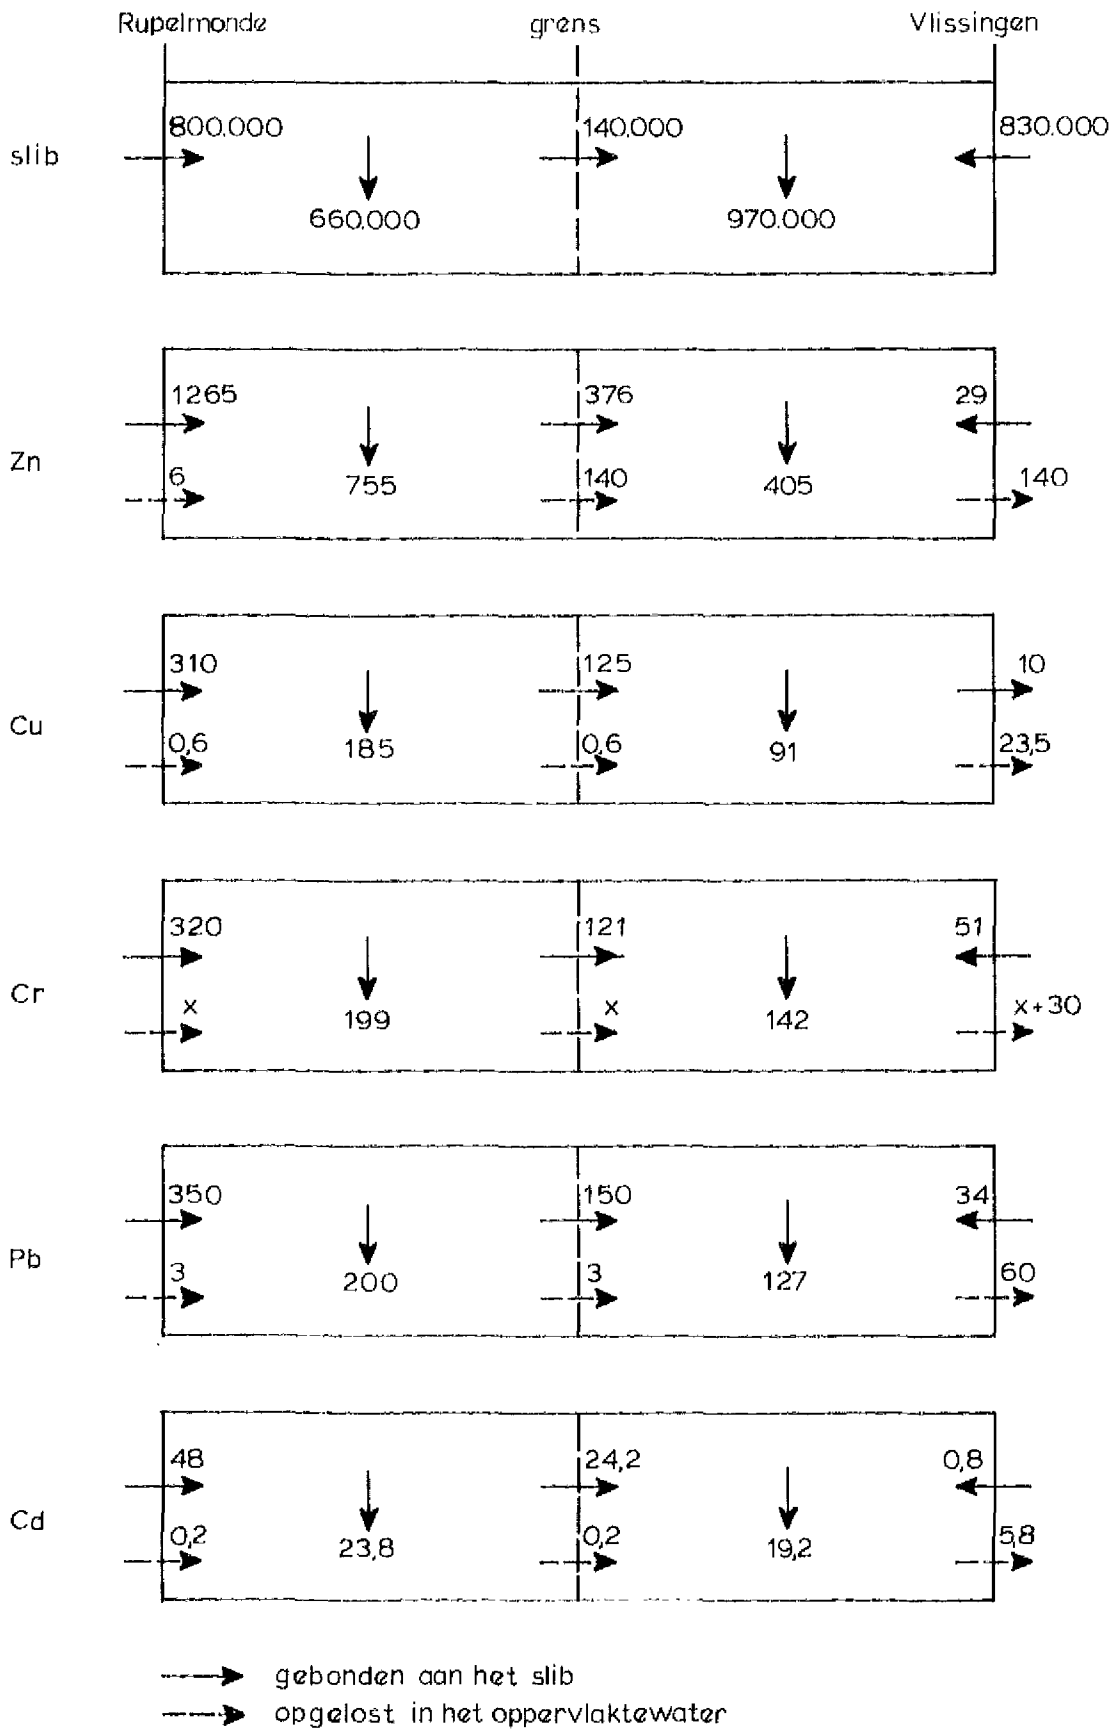 Rupelmonde grens Vlissingen
800.000 140.000 830.000
slib
660.000 970.000
1265 376 29
Zn
6 755 140 405 140
310 125 10
Cu
0,6 185 0,6 91 23,5
320 121 51
Cr
x 199 x 142 x+30
350 150 34
Pb
3 200 3 127 60
48 24,2 0,8
Cd
0,2 23,8 0,2 19,2 5,8
gebonden aan het slib
opgelost in het oppervlaktewater